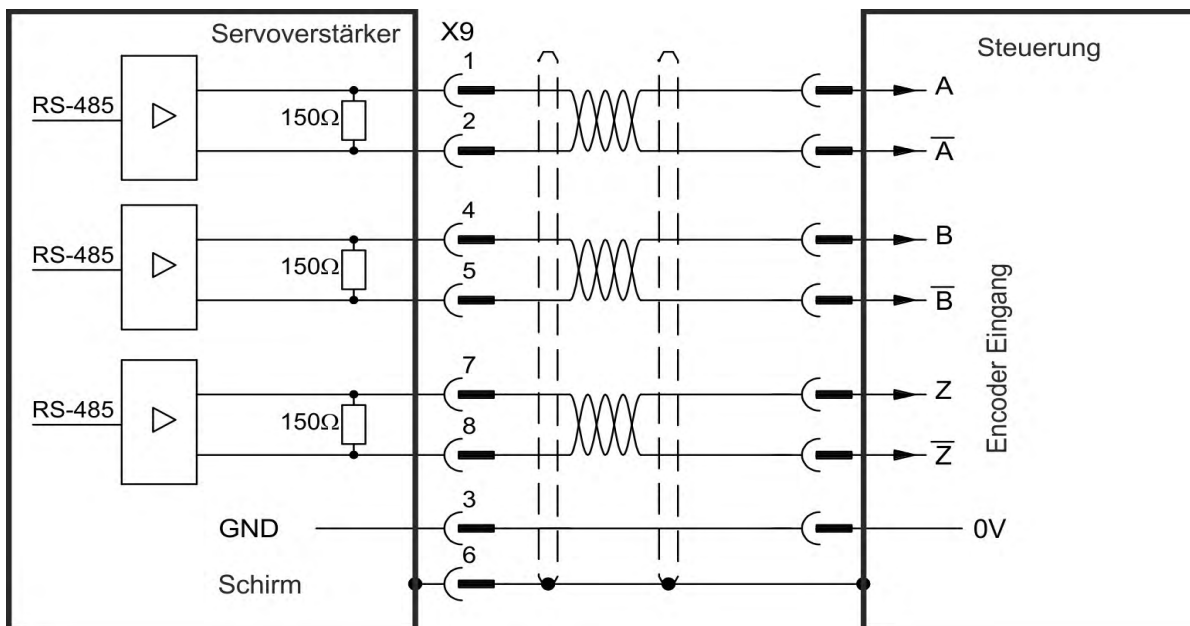 Servoverstärker
X9
Steuerung
1
A
RS-485
150Ω
2
A̅
4
B
RS-485
150Ω
5
B̅
Encoder Eingang
7
Z
RS-485
150Ω
8
Z̅
3
GND
0V
6
Schirm